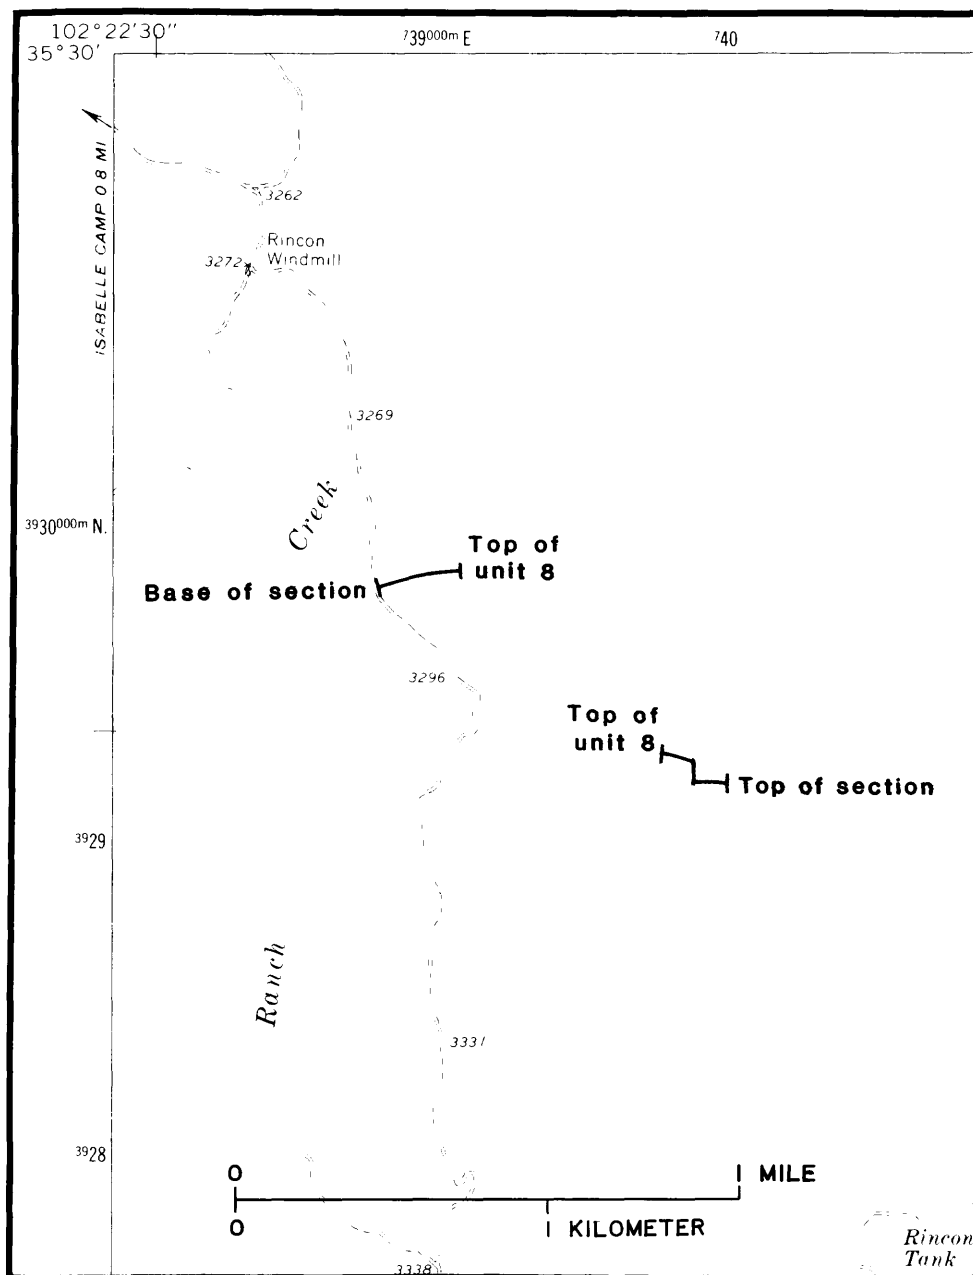 102°22'30"
739000m E
740
35°30'
ISABELLE CAMP 0 8 MI
3262
Rincon
Windmill
3272
3269
Creek
3930000m N.
Top of
unit 8
Base of section
3296
Top of
unit 8
Top of section
3929
Ranch
3331
3928
0
1 MILE
0
1 KILOMETER
Rincon
Tank
3338